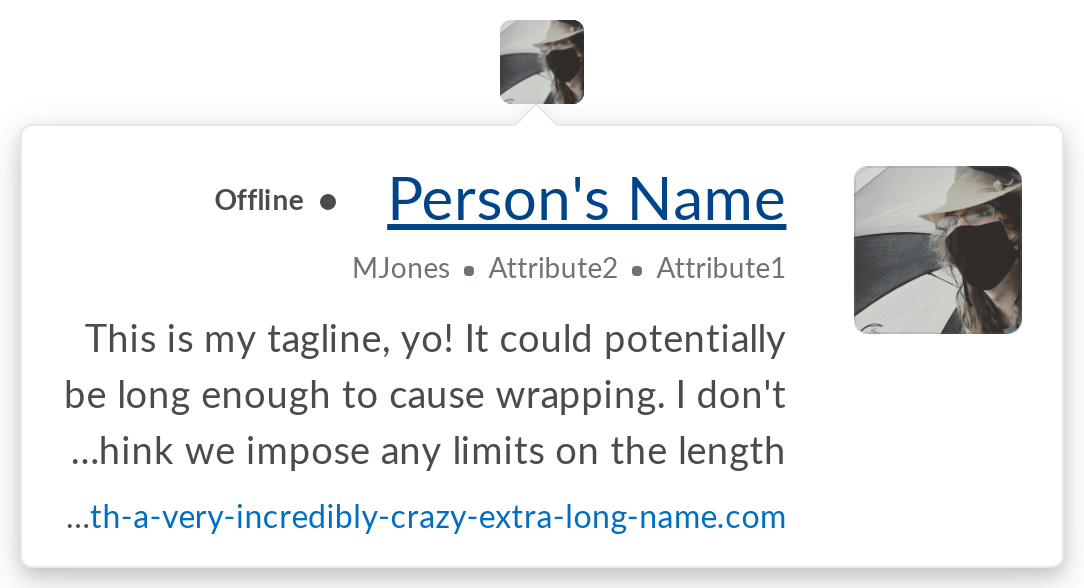 Offline ● Person's Name
MJones ▪ Attribute2 ▪ Attribute1
This is my tagline, yo! It could potentially
be long enough to cause wrapping. I don't
...hink we impose any limits on the length
...th-a-very-incredibly-crazy-extra-long-name.com